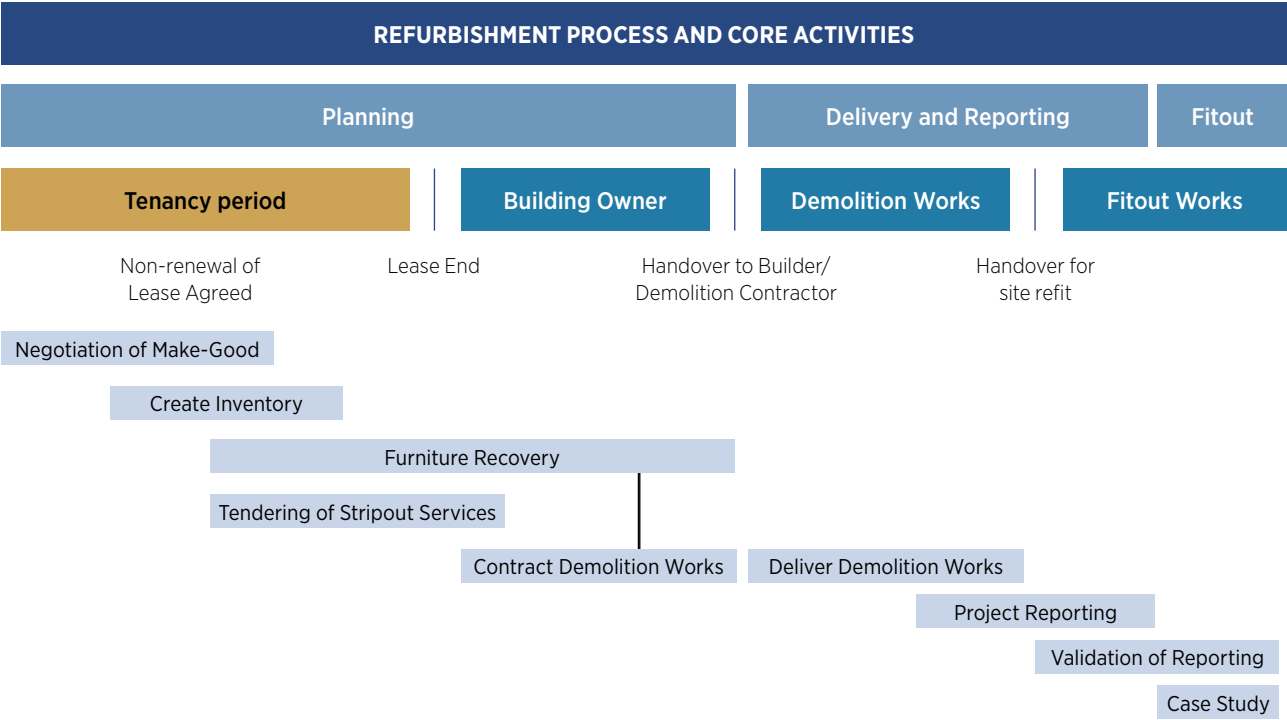 REFURBISHMENT PROCESS AND CORE ACTIVITIES
Planning
Delivery and Reporting
Fitout
Tenancy period
Building Owner
Demolition Works
Fitout Works
Non-renewal of
Lease Agreed
Lease End
Handover to Builder/
Demolition Contractor
Handover for
site refit
Negotiation of Make-Good
Create Inventory
Furniture Recovery
Tendering of Stripout Services
Contract Demolition Works
Deliver Demolition Works
Project Reporting
Validation of Reporting
Case Study